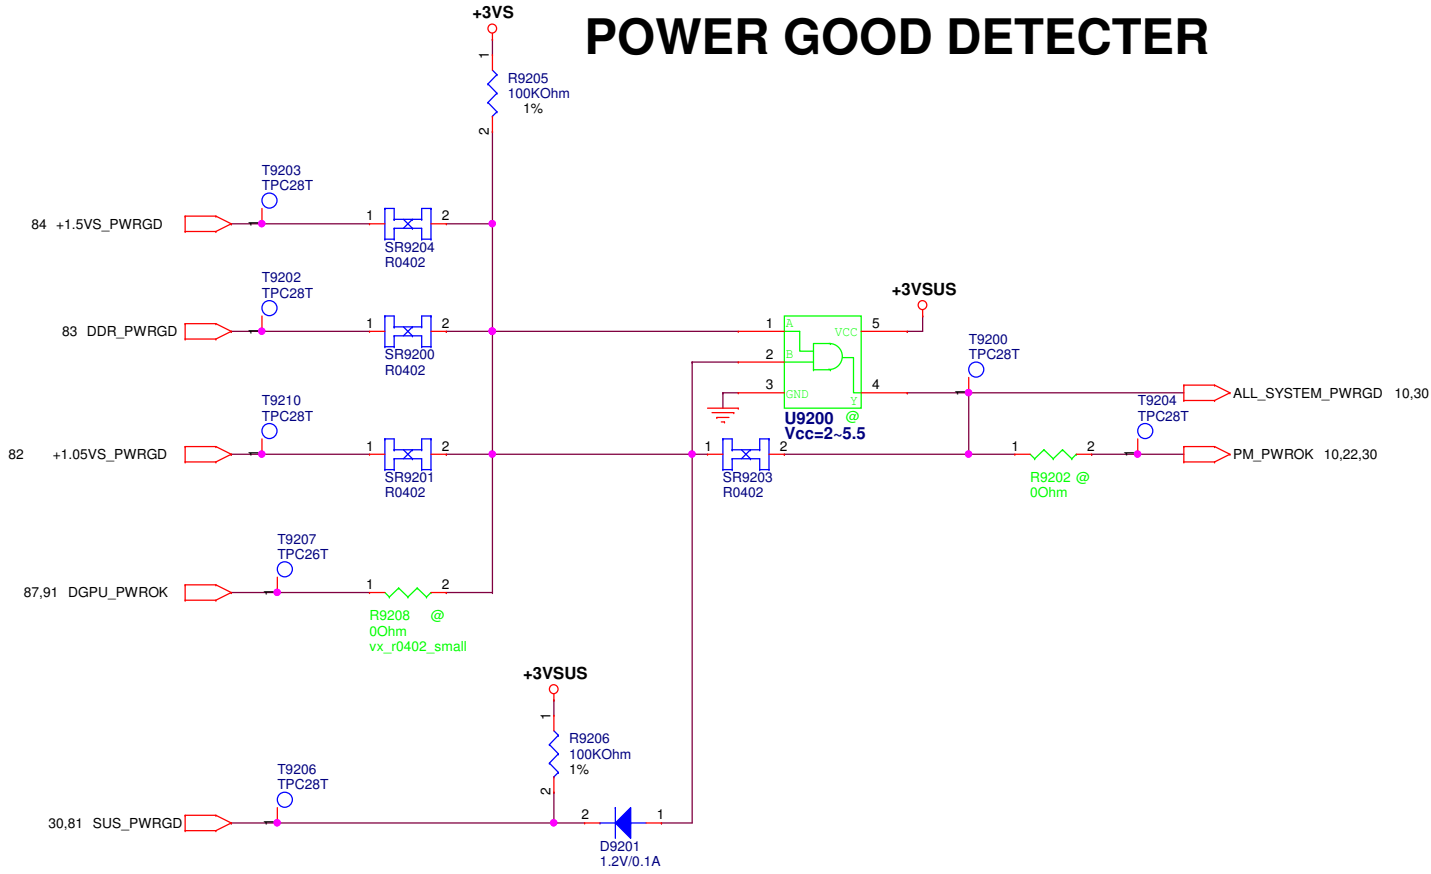 POWER GOOD DETECTER
+3VS
1
R9205
100KOhm
1%
2
T9203
TPC28T
84 +1.5VS_PWRGD
1
2
SR9204
R0402
T9202
TPC28T
83 DDR_PWRGD
1
2
SR9200
R0402
T9210
TPC28T
82 +1.05VS_PWRGD
1
2
SR9201
R0402
T9207
TPC26T
87,91 DGPU_PWROK
1
2
R9208 @
0Ohm
vx_r0402_small
+3VSUS
1
R9206
100KOhm
1%
2
T9206
TPC28T
30,81 SUS_PWRGD
2
1
D9201
1.2V/0.1A
+3VSUS
1
A
VCC
5
2
B
3
GND
Y
4
U9200 @
Vcc=2~5.5
1
2
SR9203
R0402
T9200
TPC28T
ALL_SYSTEM_PWRGD 10,30
T9204
TPC28T
1
2
R9202 @
0Ohm
PM_PWROK 10,22,30